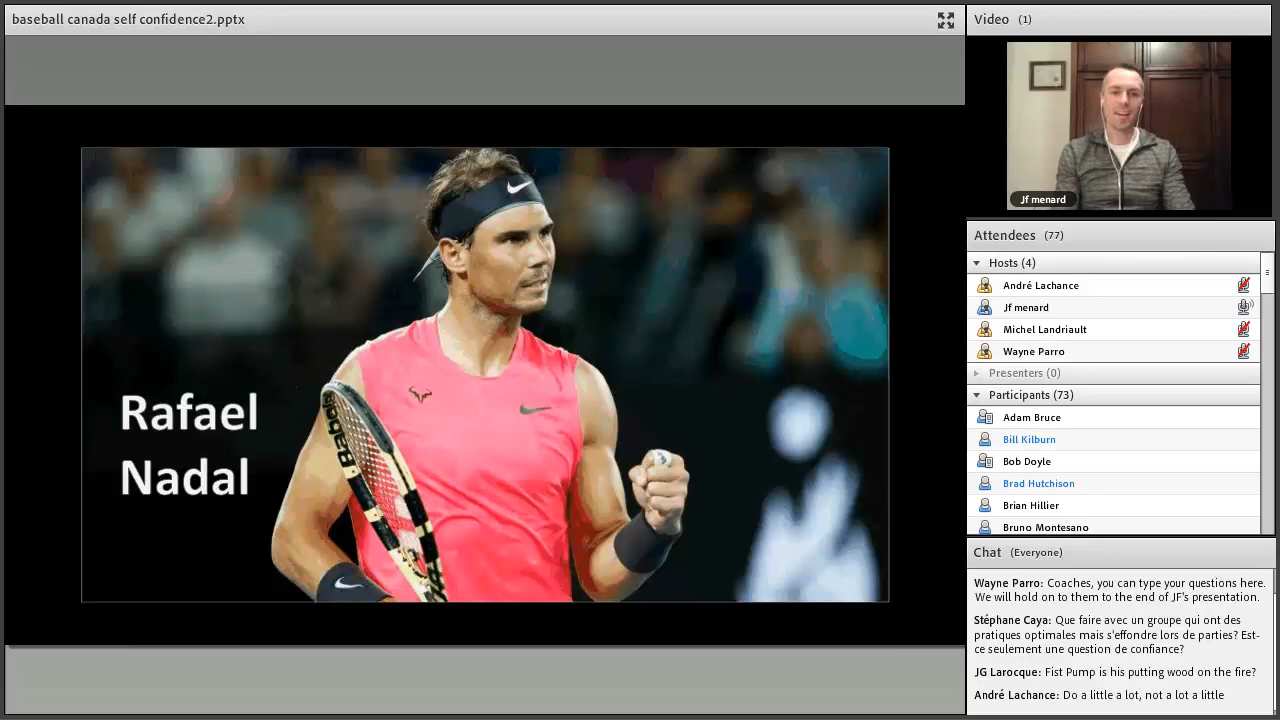 baseball canada self confidence2.pptx
Rafael
Nadal
Babolat
Video (1)
Jf menard
Attendees (77)
Hosts (4)
André Lachance
Jf menard
Michel Landriault
Wayne Parro
Presenters (0)
Participants (73)
Adam Bruce
Bill Kilburn
Bob Doyle
Brad Hutchison
Brian Hillier
Bruno Montesano
Chat (Everyone)
Wayne Parro: Coaches, you can type your questions here.
We will hold on to them to the end of JF's presentation.
Stéphane Caya: Que faire avec un groupe qui ont des
pratiques optimales mais s'effondre lors de parties? Est-
ce seulement une question de confiance?
JG Larocque: Fist Pump is his putting wood on the fire?
André Lachance: Do a little a lot, not a lot a little